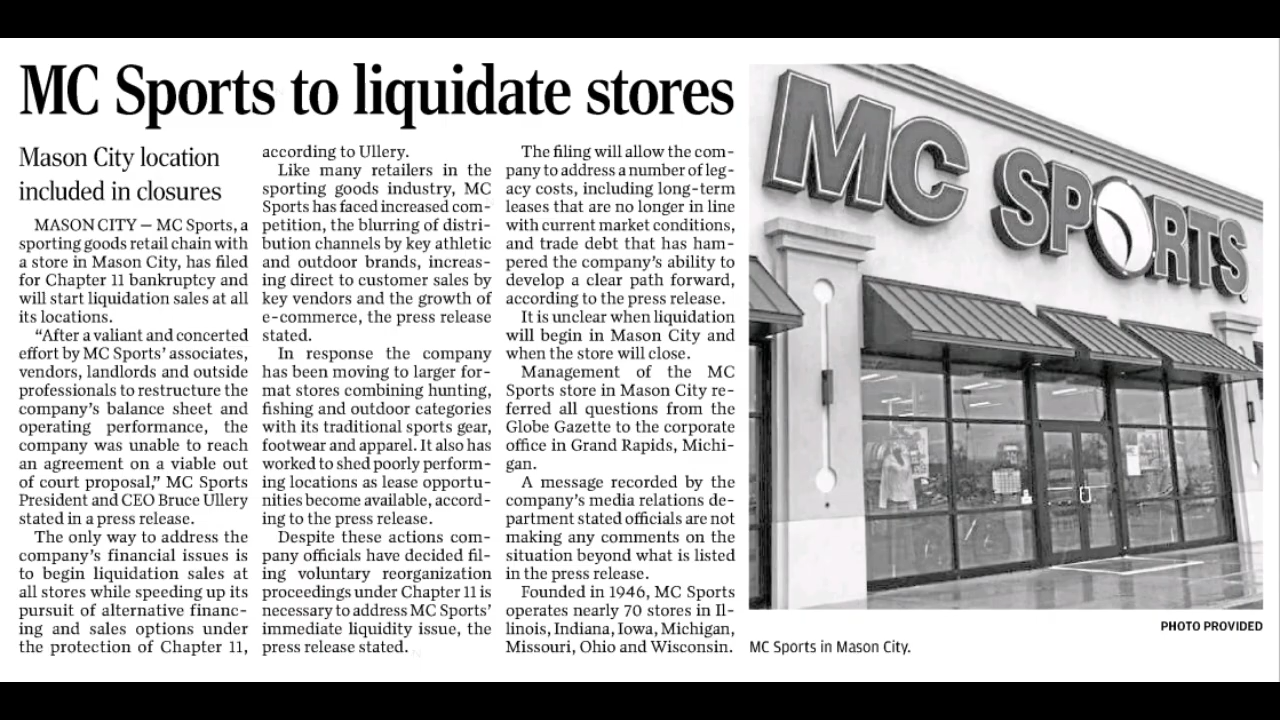 MC Sports to liquidate stores
Mason City location
included in closures
MASON CITY — MC Sports, a
sporting goods retail chain with
a store in Mason City, has filed
for Chapter 11 bankruptcy and
will start liquidation sales at all
its locations.
“After a valiant and concerted
effort by MC Sports’ associates,
vendors, landlords and outside
professionals to restructure the
company’s balance sheet and
operating performance, the
company was unable to reach
an agreement on a viable out
of court proposal,” MC Sports
President and CEO Bruce Ullery
stated in a press release.
The only way to address the
company’s financial issues is
to begin liquidation sales at
all stores while speeding up its
pursuit of alternative financ-
ing and sales options under
the protection of Chapter 11,
according to Ullery.
Like many retailers in the
sporting goods industry, MC
Sports has faced increased com-
petition, the blurring of distri-
bution channels by key athletic
and outdoor brands, increas-
ing direct to customer sales by
key vendors and the growth of
e-commerce, the press release
stated.
In response the company
has been moving to larger for-
mat stores combining hunting,
fishing and outdoor categories
with its traditional sports gear,
footwear and apparel. It also has
worked to shed poorly perform-
ing locations as lease opportu-
nities become available, accord-
ing to the press release.
Despite these actions com-
pany officials have decided fil-
ing voluntary reorganization
proceedings under Chapter 11 is
necessary to address MC Sports’
immediate liquidity issue, the
press release stated.
The filing will allow the com-
pany to address a number of leg-
acy costs, including long-term
leases that are no longer in line
with current market conditions,
and trade debt that has ham-
pered the company’s ability to
develop a clear path forward,
according to the press release.
It is unclear when liquidation
will begin in Mason City and
when the store will close.
Management of the MC
Sports store in Mason City re-
ferred all questions from the
Globe Gazette to the corporate
office in Grand Rapids, Michi-
gan.
A message recorded by the
company’s media relations de-
partment stated officials are not
making any comments on the
situation beyond what is listed
in the press release.
Founded in 1946, MC Sports
operates nearly 70 stores in Il-
linois, Indiana, Iowa, Michigan,
Missouri, Ohio and Wisconsin.
MC SPORTS
PHOTO PROVIDED
MC Sports in Mason City.